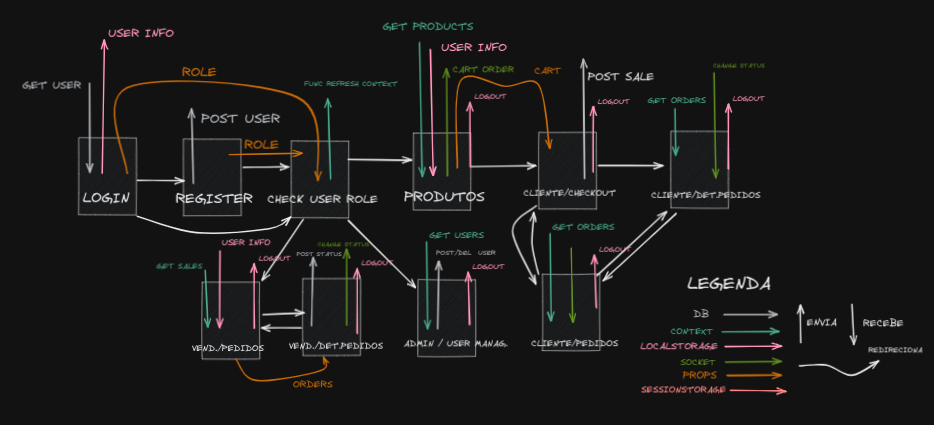 GET PRODUCTS
USER INFO
USER INFO
CART ORDER
CHANGE STATUS
ROLE
CART
POST SALE
GET USER
FUNC REFRESH CONTEXT
LOGOUT
LOGOUT
GET ORDERS
LOGOUT
POST USER
ROLE
LOGIN
REGISTER
CHECK USER ROLE
PRODUTOS
CLIENTE/CHECKOUT
CLIENTE/DET.PEDIDOS
USER INFO
CHANGE STATUS
GET USERS
GET ORDERS
GET SALES
LOGOUT
POST STATUS
LOGOUT
POST/DEL USER
LOGOUT
LOGOUT
VEND./PEDIDOS
VEND./DET.PEDIDOS
ADMIN / USER MANAG.
CLIENTE/PEDIDOS
ORDERS
LEGENDA
DB
CONTEXT
LOCALSTORAGE
SOCKET
PROPS
SESSIONSTORAGE
ENVIA
RECEBE
REDIRECIONA